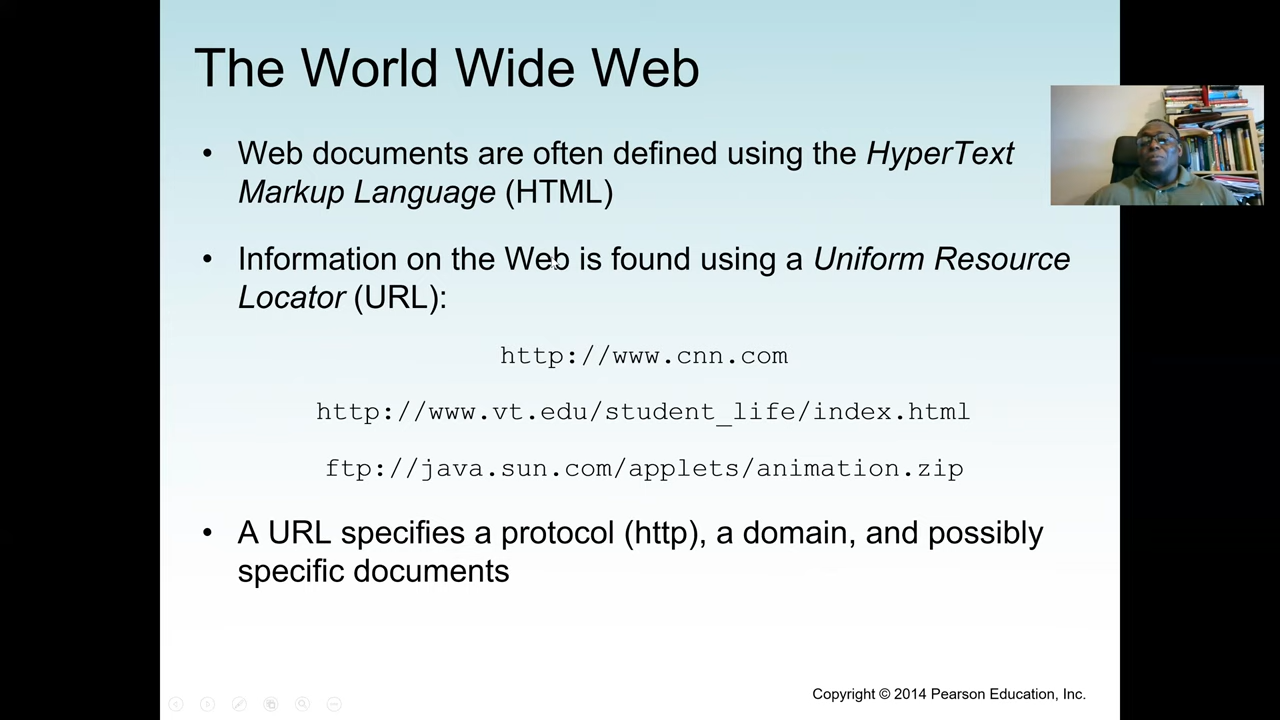 The World Wide Web
• Web documents are often defined using the HyperText
Markup Language (HTML)
• Information on the Web is found using a Uniform Resource
Locator (URL):
http://www.cnn.com
http://www.vt.edu/student_life/index.html
ftp://java.sun.com/applets/animation.zip
• A URL specifies a protocol (http), a domain, and possibly
specific documents
Copyright © 2014 Pearson Education, Inc.